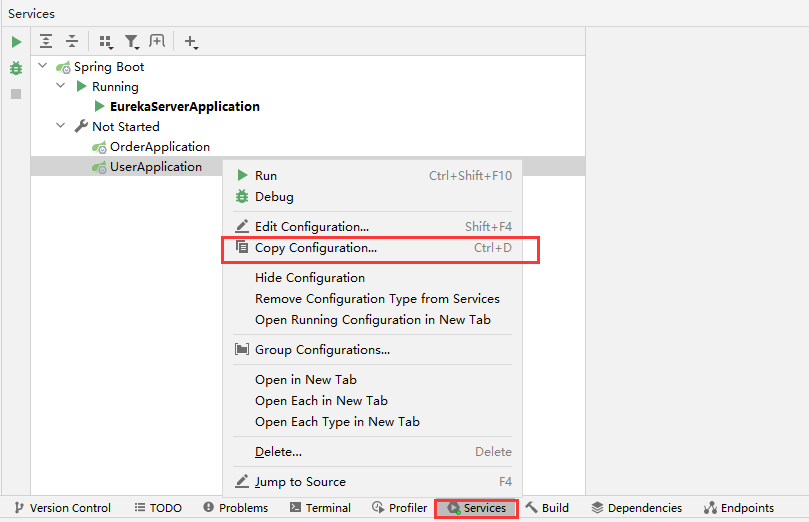 Services
Spring Boot
Running
EurekaServerApplication
Not Started
OrderApplication
UserApplication
Run Ctrl+Shift+F10
Debug
Edit Configuration... Shift+F4
Copy Configuration... Ctrl+D
Hide Configuration
Remove Configuration Type from Services
Open Running Configuration in New Tab
Group Configurations...
Open in New Tab
Open Each in New Tab
Open Each Type in New Tab
Delete... Delete
Jump to Source F4
Version Control TODO Problems Terminal Profiler Services Build Dependencies Endpoints